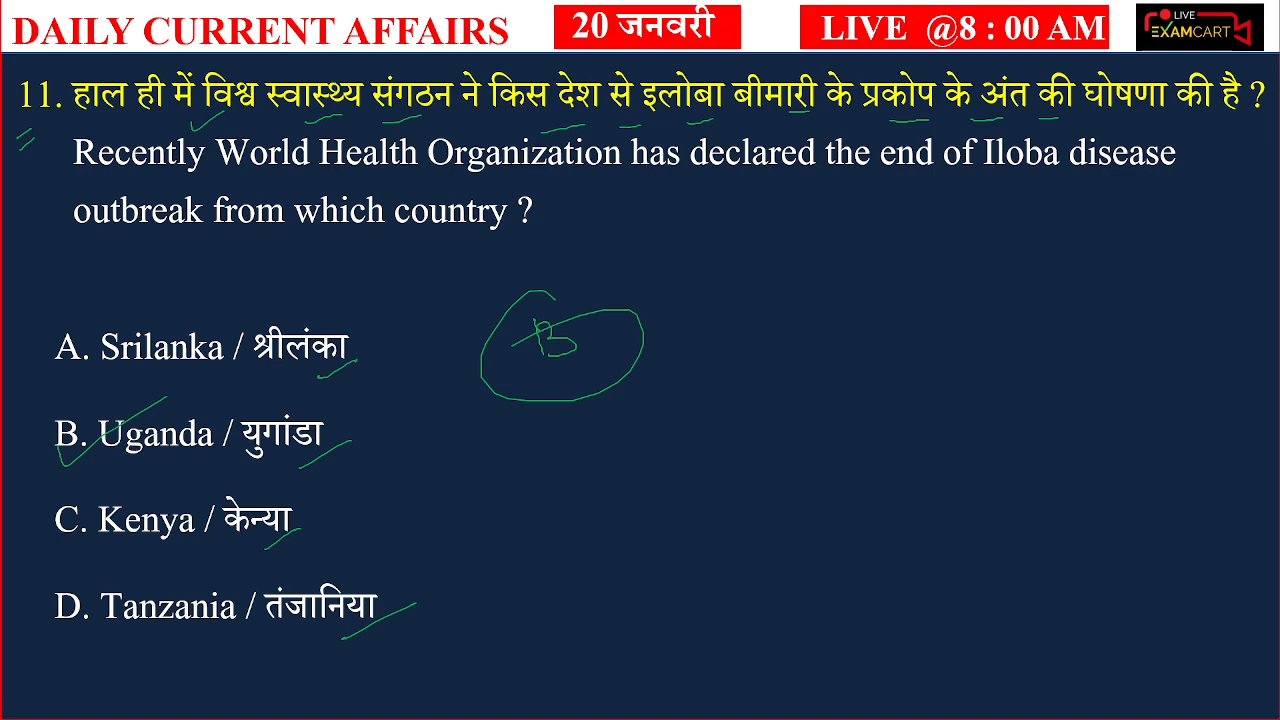 DAILY CURRENT AFFAIRS
20 जनवरी
LIVE @8 : 00 AM
LIVE
EXAMCART
11. हाल ही में विश्व स्वास्थ्य संगठन ने किस देश से इलोबा बीमारी के प्रकोप के अंत की घोषणा की है ?
Recently World Health Organization has declared the end of Iloba disease
outbreak from which country ?
A. Srilanka / श्रीलंका
B
B. Uganda / युगांडा
C. Kenya / केन्या
D. Tanzania / तंजानिया